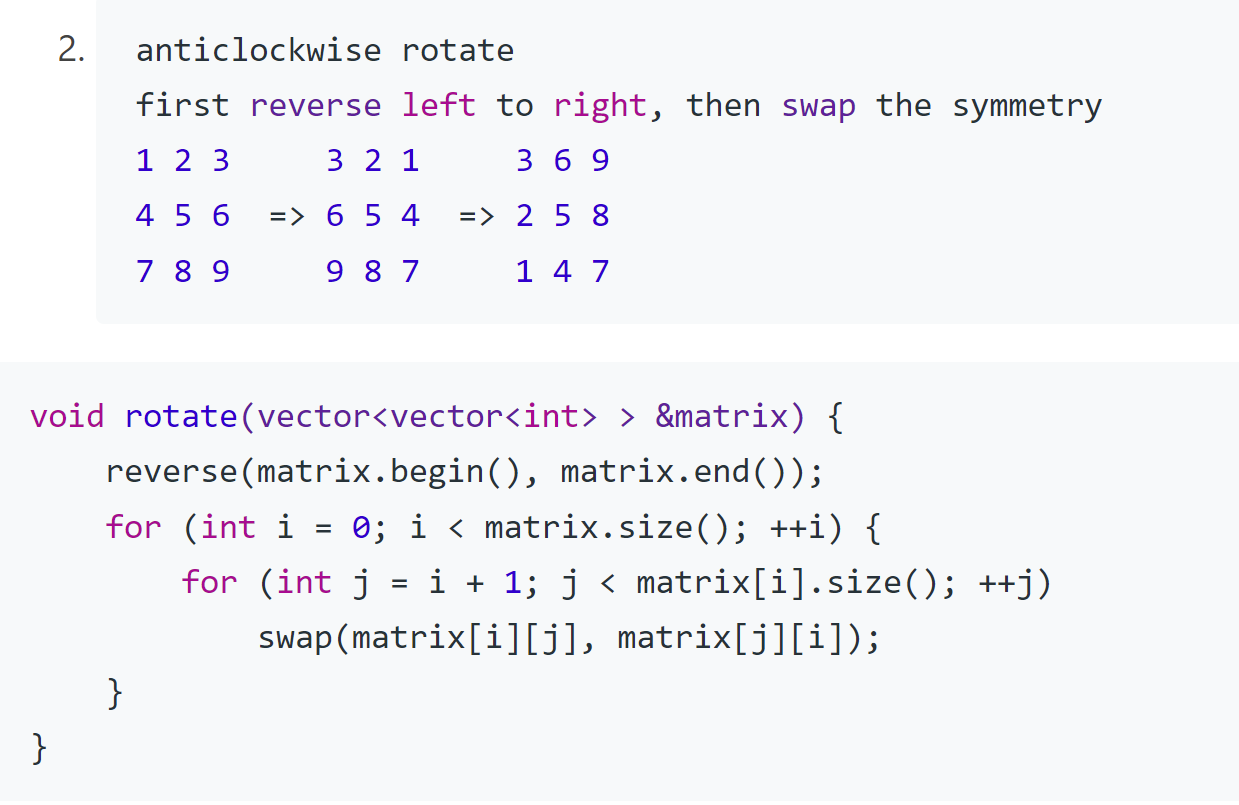 2. anticlockwise rotate
first reverse left to right, then swap the symmetry
1 2 3     3 2 1     3 6 9
4 5 6  => 6 5 4  => 2 5 8
7 8 9     9 8 7     1 4 7
void rotate(vector<vector<int> > &matrix) {
    reverse(matrix.begin(), matrix.end());
    for (int i = 0; i < matrix.size(); ++i) {
        for (int j = i + 1; j < matrix[i].size(); ++j)
            swap(matrix[i][j], matrix[j][i]);
    }
}